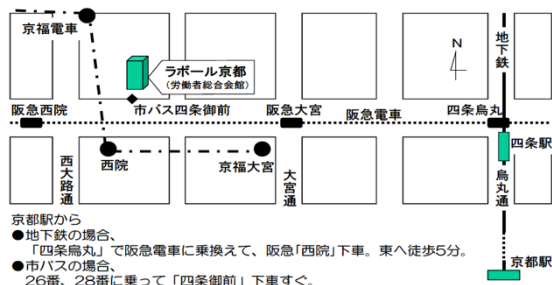 京福電車
ラボール京都
(労働者総合会館)
N
地下鉄
阪急西院
市バス四条御前
阪急大宮
阪急電車
四条烏丸
四条駅
西大路通
西院
京福大宮
大宮通
烏丸通
京都駅
京都駅から
●地下鉄の場合、
「四条烏丸」で阪急電車に乗換えて、阪急「西院」下車。東へ徒歩5分。
●市バスの場合、
26番、28番に乗って「四条御前」下車すぐ。